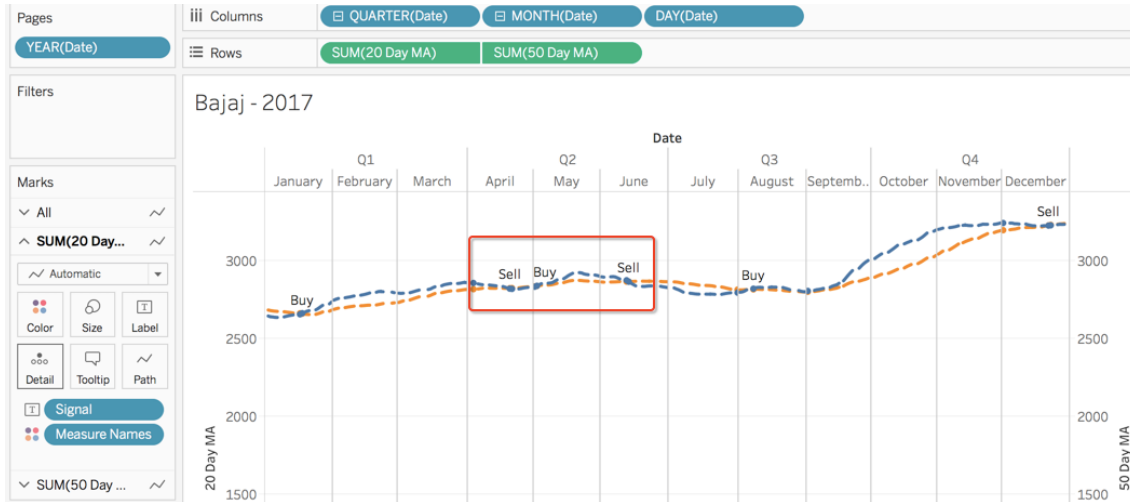 Pages
YEAR(Date)
Filters
Marks
All
SUM(20 Day...
Automatic
Color Size Label
Detail Tooltip Path
Signal
Measure Names
SUM(50 Day ...
Columns QUARTER(Date) MONTH(Date) DAY(Date)
Rows SUM(20 Day MA) SUM(50 Day MA)
Bajaj - 2017
Date
Q1 Q2 Q3 Q4
January February March April May June July August Septemb.. October November December
Sell
3000 Sell Buy Sell Buy 3000
Buy
2500 2500
2000 2000
1500 1500
20 Day MA
50 Day MA